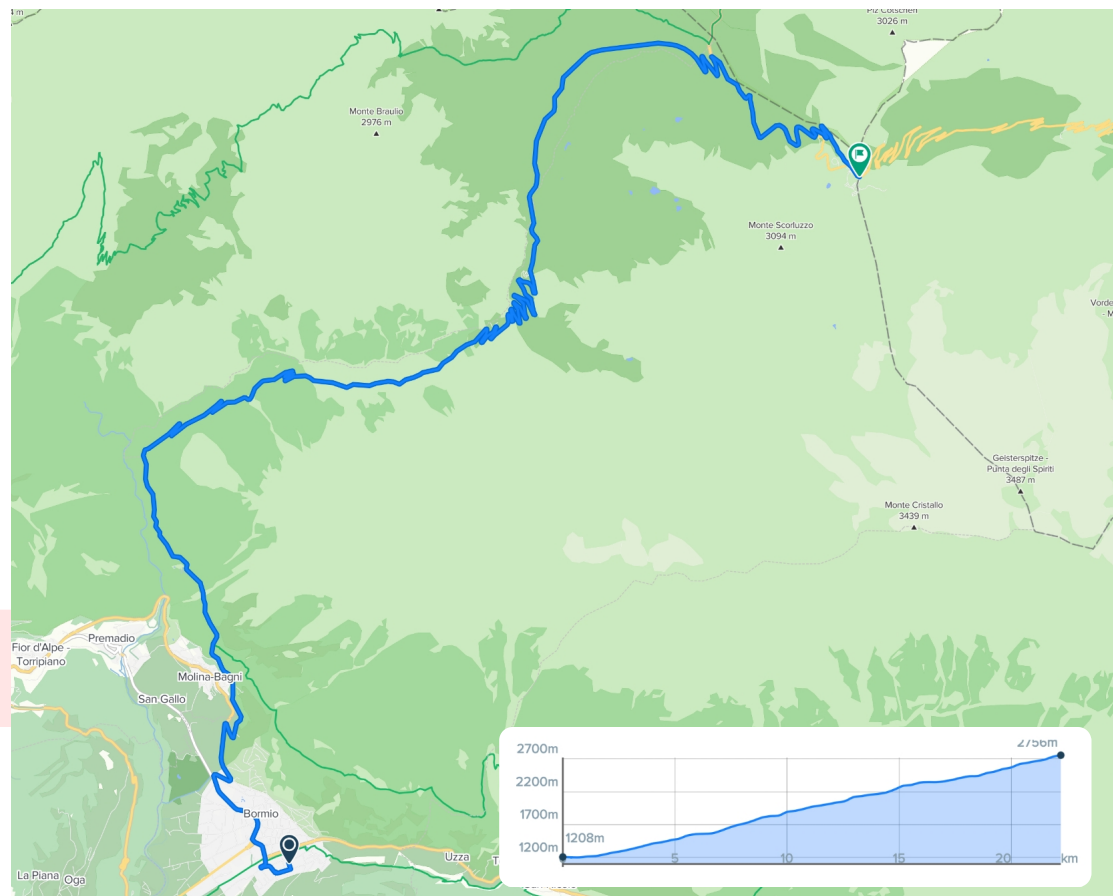 4 m
Piz Cotschen
3026 m
Monte Braulio
2976 m
Monte Scorluzzo
3094 m
Geisterspitze -
Punta degli Spiriti
3487 m
Monte Cristallo
3439 m
Premadio
Fior d'Alpe -
Torripiano
Molina-Bagni
San Gallo
Bormio
Uzza
La Piana
Oga
2756m
2700m
2200m
1700m
1200m
1208m
5
10
15
20
km